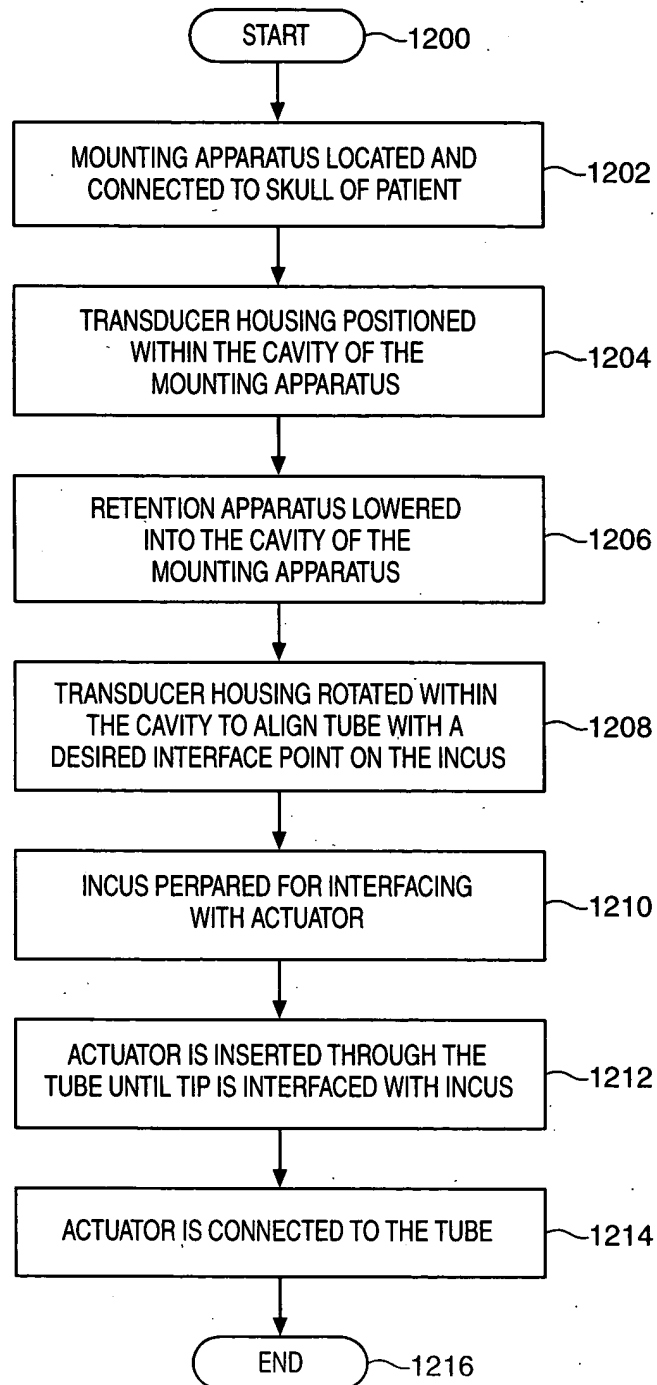 START
1200
MOUNTING APPARATUS LOCATED AND
CONNECTED TO SKULL OF PATIENT
1202
TRANSDUCER HOUSING POSITIONED
WITHIN THE CAVITY OF THE
MOUNTING APPARATUS
1204
RETENTION APPARATUS LOWERED
INTO THE CAVITY OF THE
MOUNTING APPARATUS
1206
TRANSDUCER HOUSING ROTATED WITHIN
THE CAVITY TO ALIGN TUBE WITH A
DESIRED INTERFACE POINT ON THE INCUS
1208
INCUS PERPARED FOR INTERFACING
WITH ACTUATOR
1210
ACTUATOR IS INSERTED THROUGH THE
TUBE UNTIL TIP IS INTERFACED WITH INCUS
1212
ACTUATOR IS CONNECTED TO THE TUBE
1214
END
1216